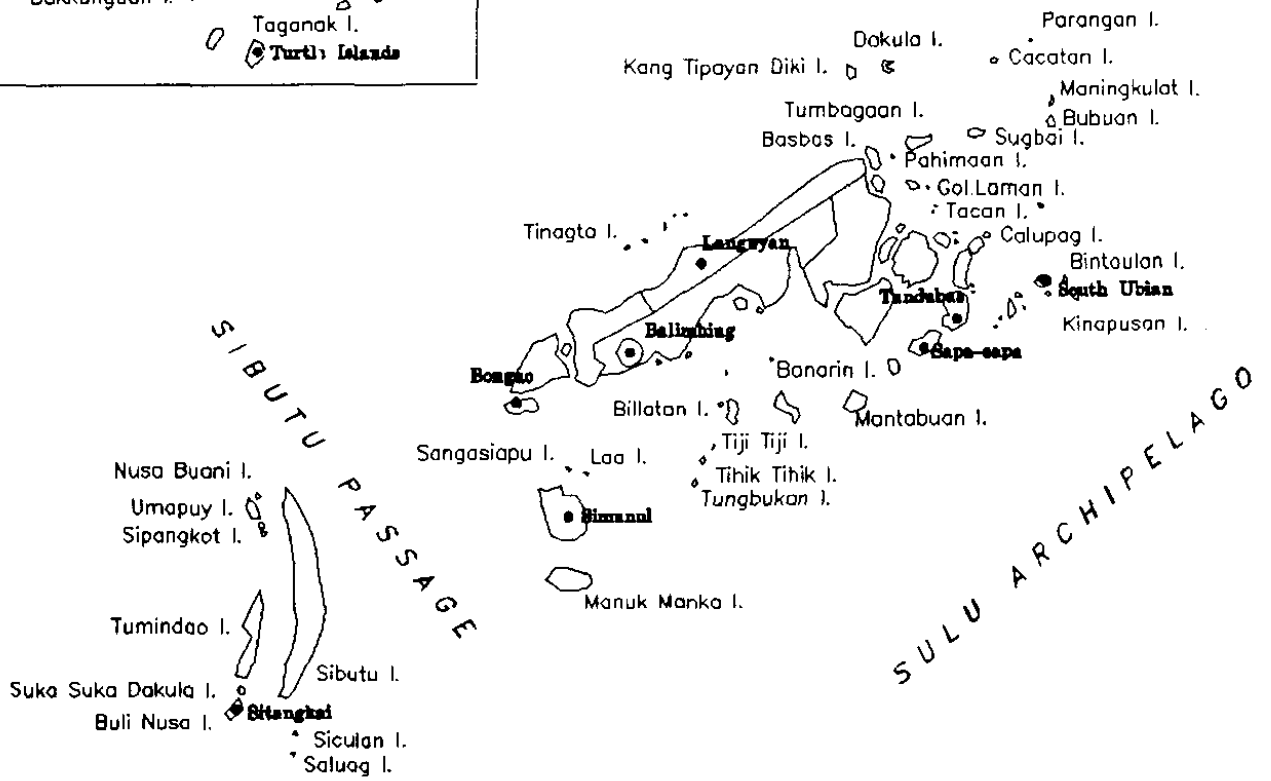 Taganak I.
Turtle Islands
Parangan I.
Dakula I.
Cacatan I.
Kang Tipayan Diki I.
Maningkulat I.
Tumbagaan I.
Bubuan I.
Basbas I.
Sugbai I.
Pahimaan I.
Gol.Laman I.
Tacan I.
Tinagta I.
Calupag I.
Languyan
Bintaulan I.
South Ubian
Tandubas
Kinapusan I.
Balimbing
Sapa-sapa
Bongao
Banarin I.
Billatan I.
Mantabuan I.
Tiji Tiji I.
Sangasiapu I.
Laa I.
Tihik Tihik I.
Tungbukan I.
SIBUTU PASSAGE
SULU ARCHIPELAGO
Nusa Buani I.
Umapuy I.
Sipangkot I.
Simunul
Manuk Manka I.
Tumindao I.
Sibutu I.
Suka Suka Dakula I.
Sitangkai
Buli Nusa I.
Siculan I.
Saluag I.